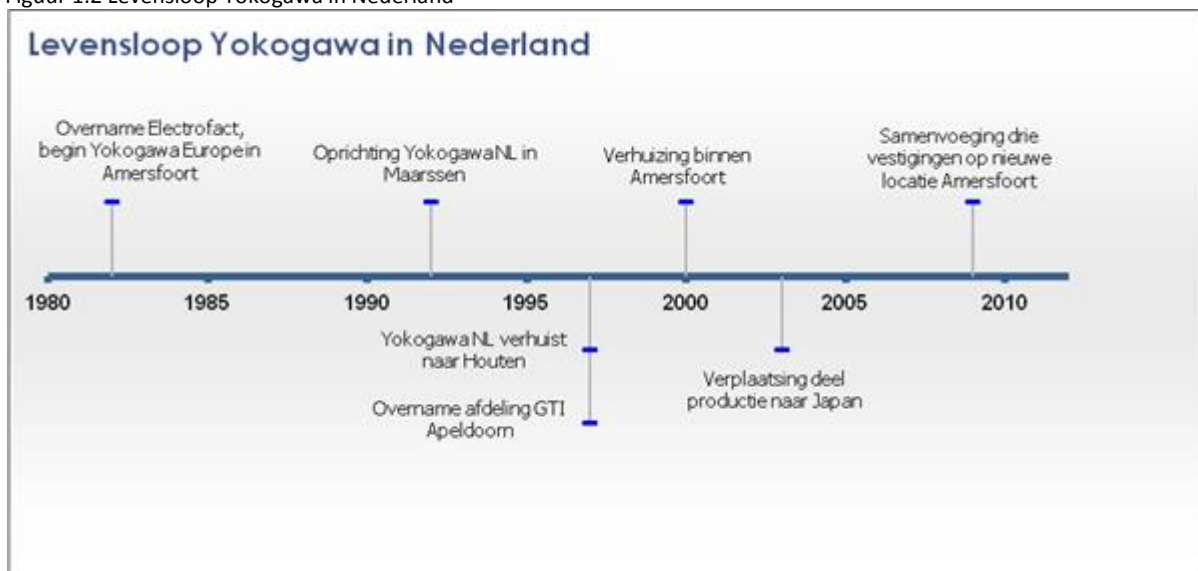 Figuur 1.2 Levensloop Yokogawa in Nederland
Levensloop Yokogawa in Nederland
Overname Electrofact,
begin Yokogawa Europe in
Amersfoort
Oprichting Yokogawa NL in
Maarssen
Verhuizing binnen
Amersfoort
Samenvoeging drie
vestigingen op nieuwe
locatie Amersfoort
1980 1985 1990 1995 2000 2005 2010
Yokogawa NL verhuist
naar Houten
Overname afdeling GTI
Apeldoorn
Verplaatsing deel
productie naar Japan